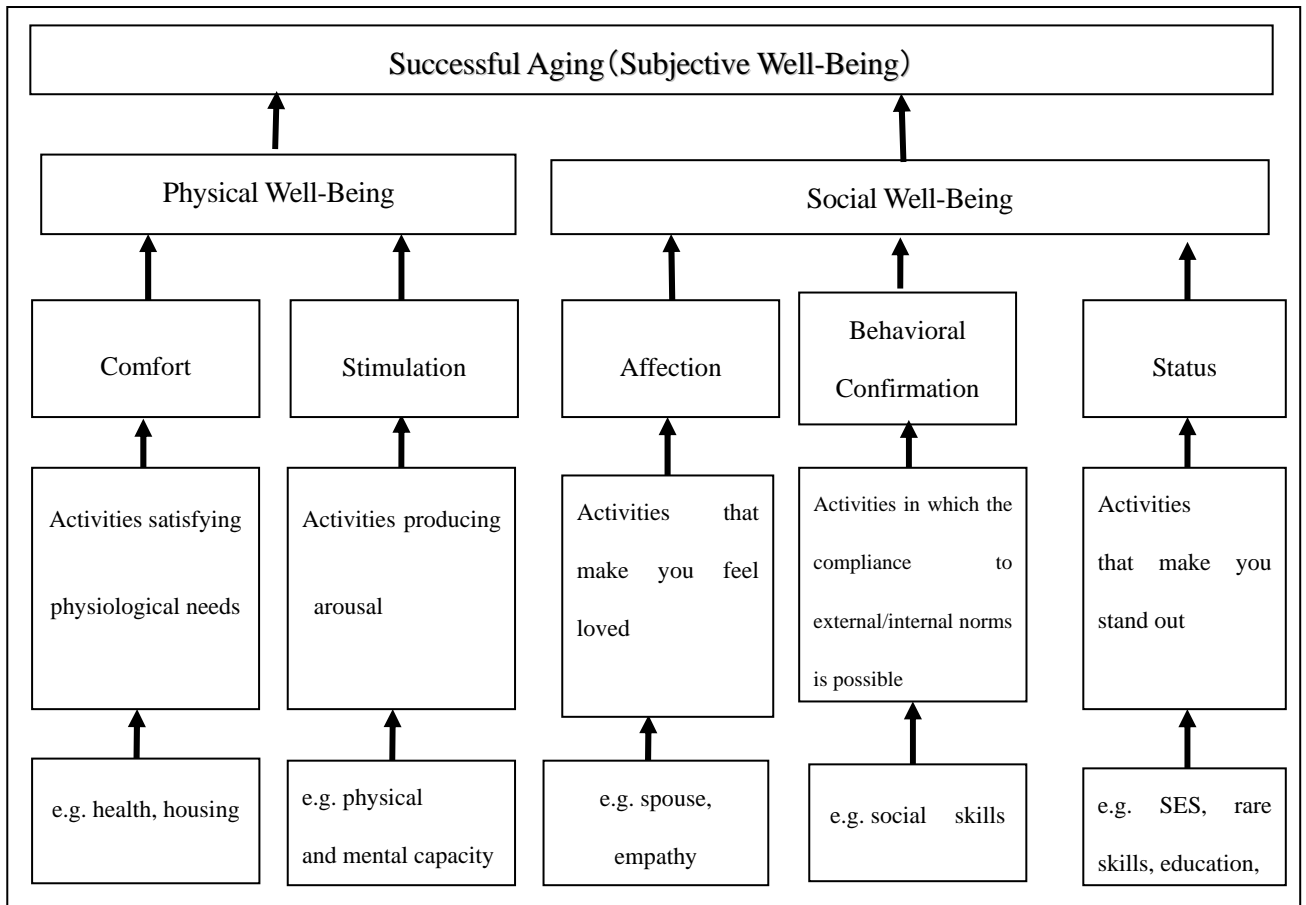 Successful Aging(Subjective Well-Being)
Physical Well-Being
Social Well-Being
Comfort
Stimulation
Affection
Behavioral
Confirmation
Status
Activities satisfying
physiological needs
Activities producing
arousal
Activities that
make you feel
loved
Activities in which the
compliance to
external/internal norms
is possible
Activities
that make you
stand out
e.g. health, housing
e.g. physical
and mental capacity
e.g. spouse,
empathy
e.g. social skills
e.g. SES, rare
skills, education,